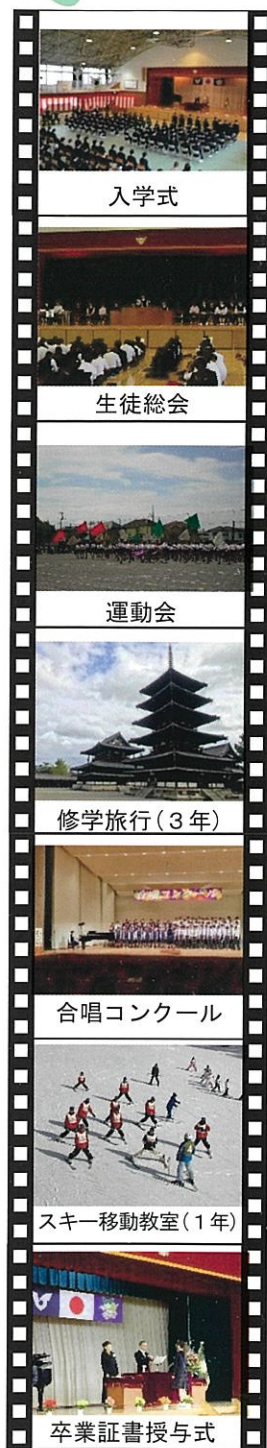 入学式
生徒総会
運動会
修学旅行（３年）
合唱コンクール
スキー移動教室（１年）
卒業証書授与式